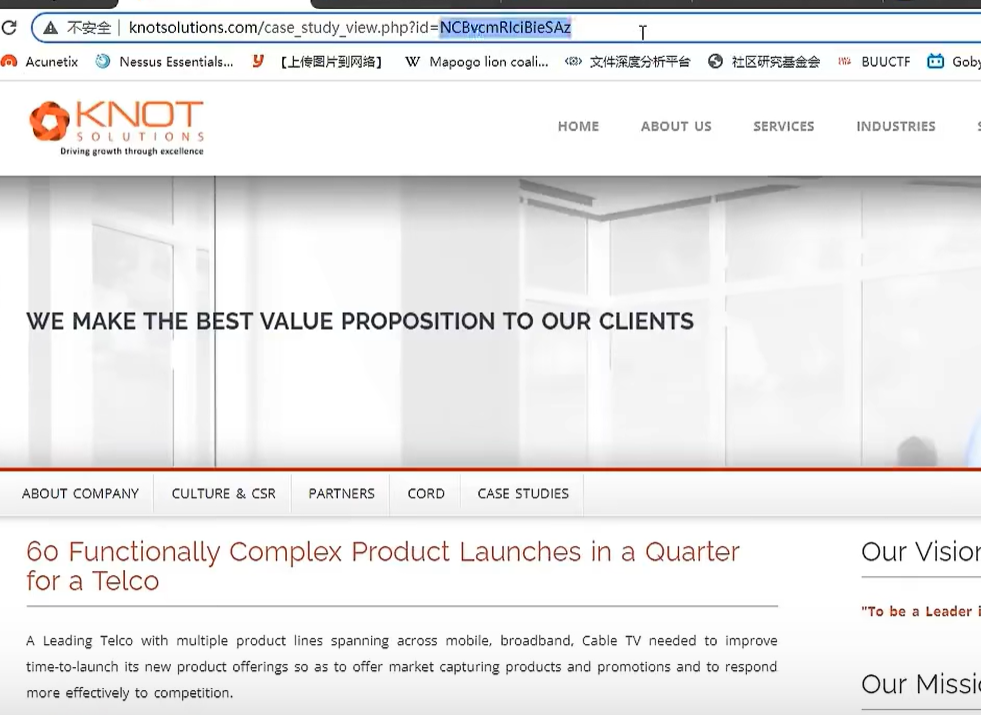 不安全 knotsolutions.com/case_study_view.php?id=NCBvcmRlciBieSAz
Acunetix Nessus Essentials... 【上传图片到网络】 W Mapogo lion coali... 文件深度分析平台 社区研究基金会 BUUCTF Goby
KNOT
SOLUTIONS
Driving growth through excellence
HOME ABOUT US SERVICES INDUSTRIES
WE MAKE THE BEST VALUE PROPOSITION TO OUR CLIENTS
ABOUT COMPANY CULTURE & CSR PARTNERS CORD CASE STUDIES
60 Functionally Complex Product Launches in a Quarter
for a Telco
A Leading Telco with multiple product lines spanning across mobile, broadband, Cable TV needed to improve
time-to-launch its new product offerings so as to offer market capturing products and promotions and to respond
more effectively to competition.
Our Vision
"To be a Leader i
Our Missi